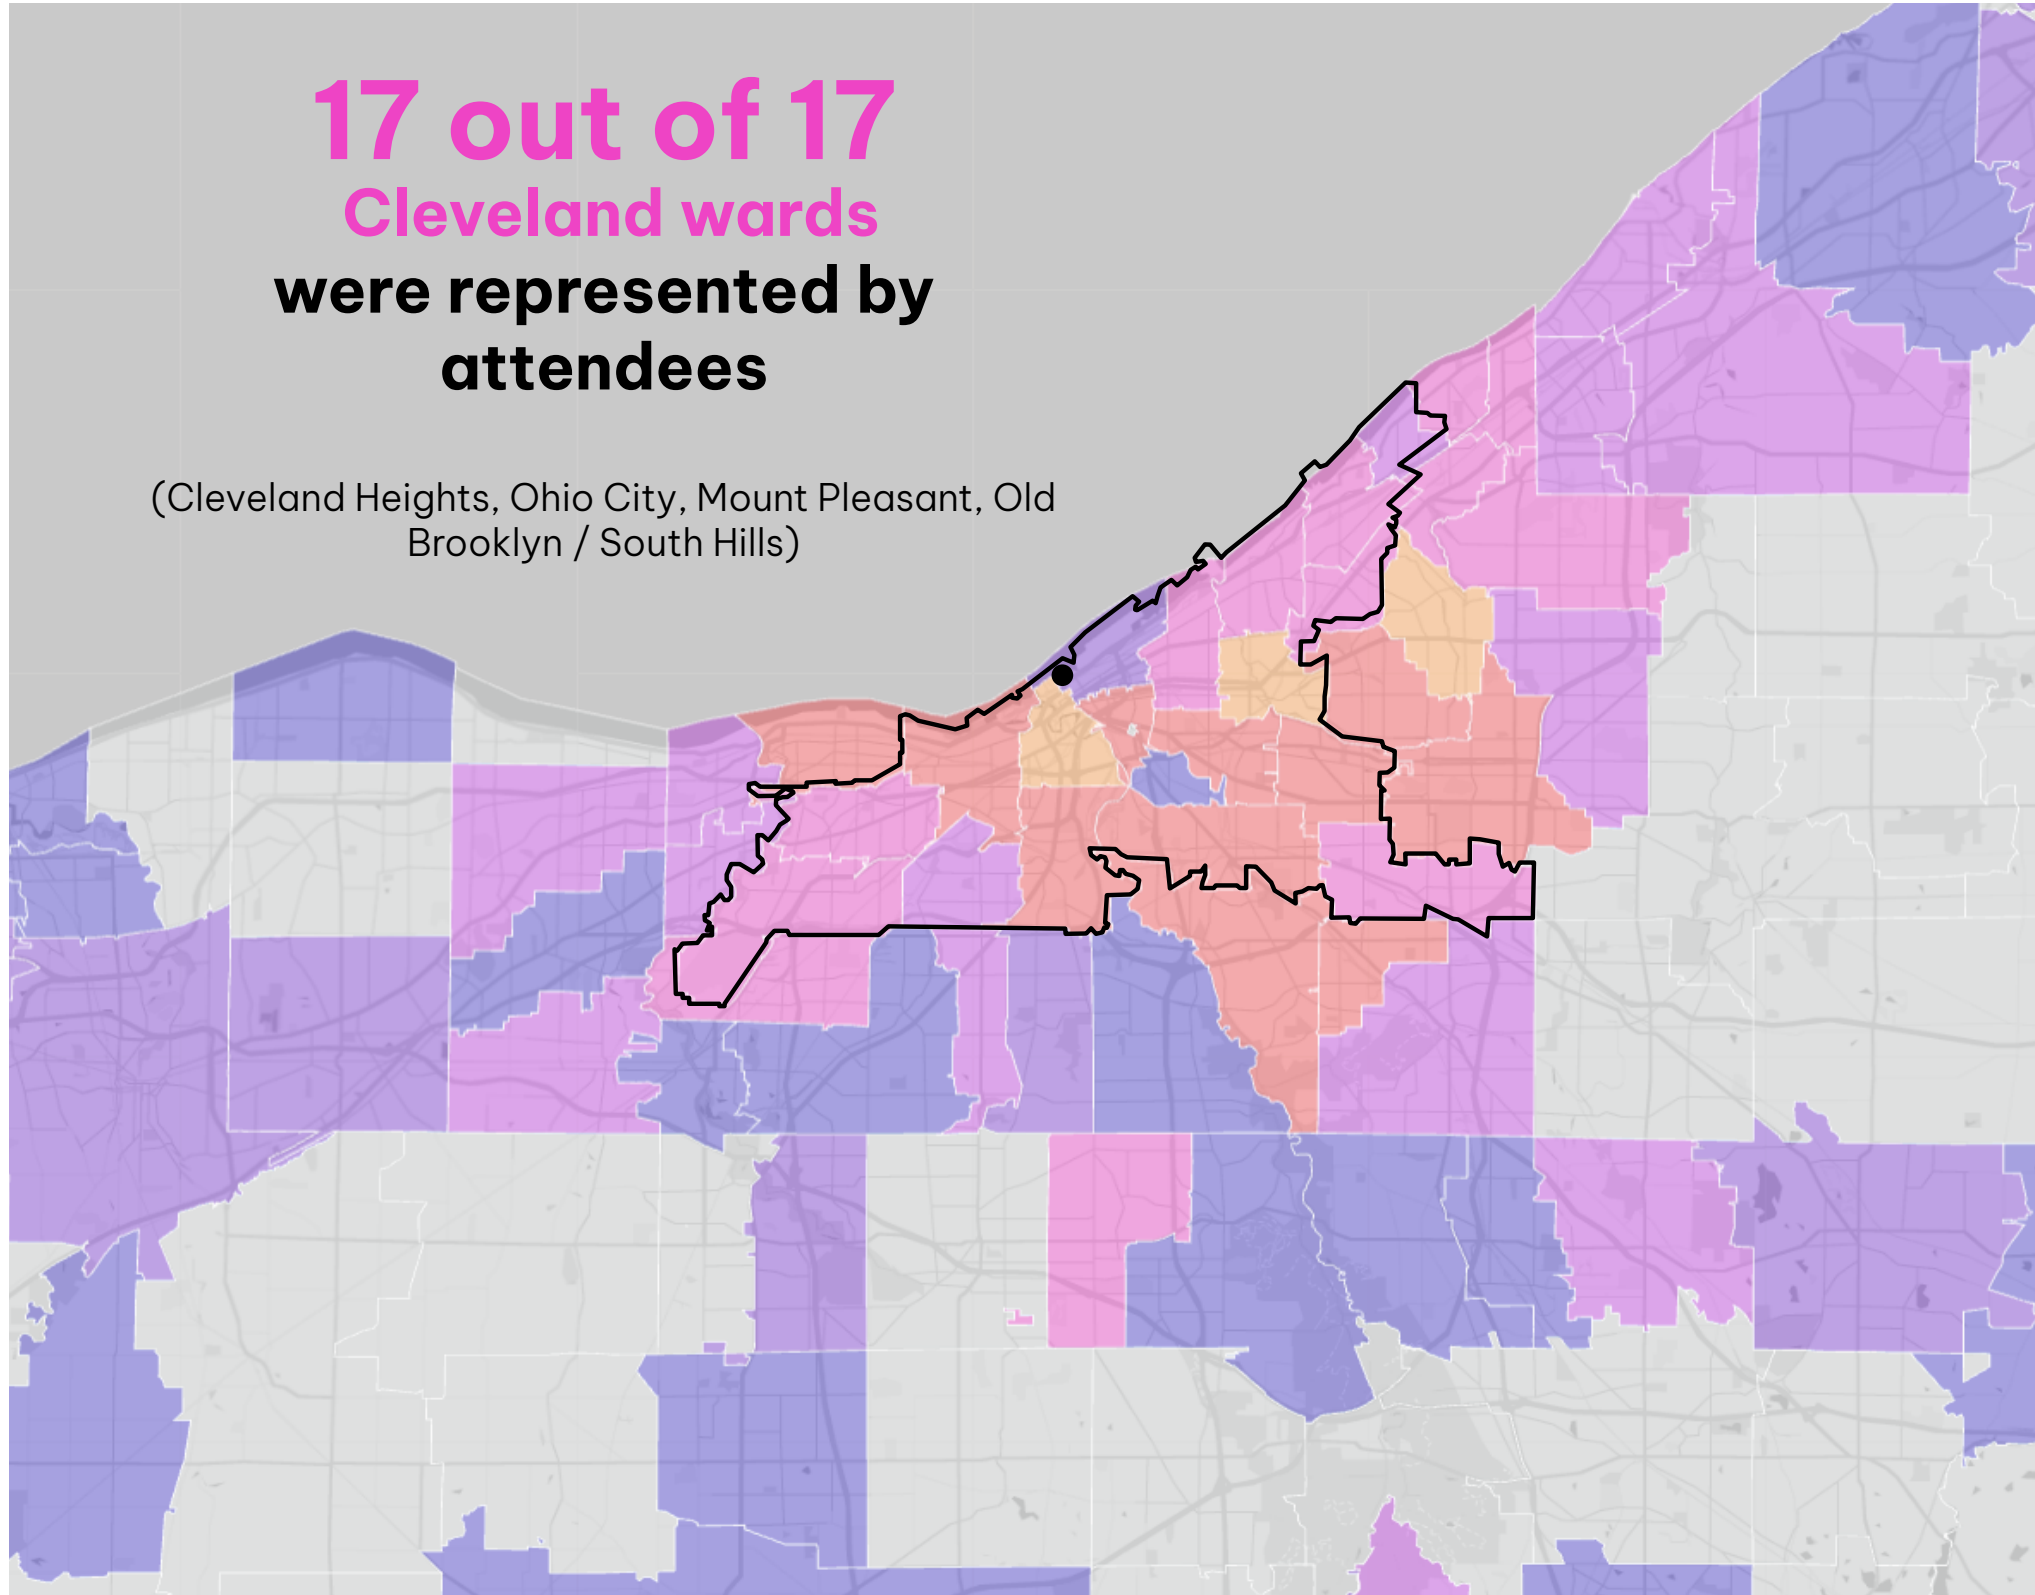 17 out of 17
Cleveland wards
were represented by
attendees
(Cleveland Heights, Ohio City, Mount Pleasant, Old
Brooklyn / South Hills)